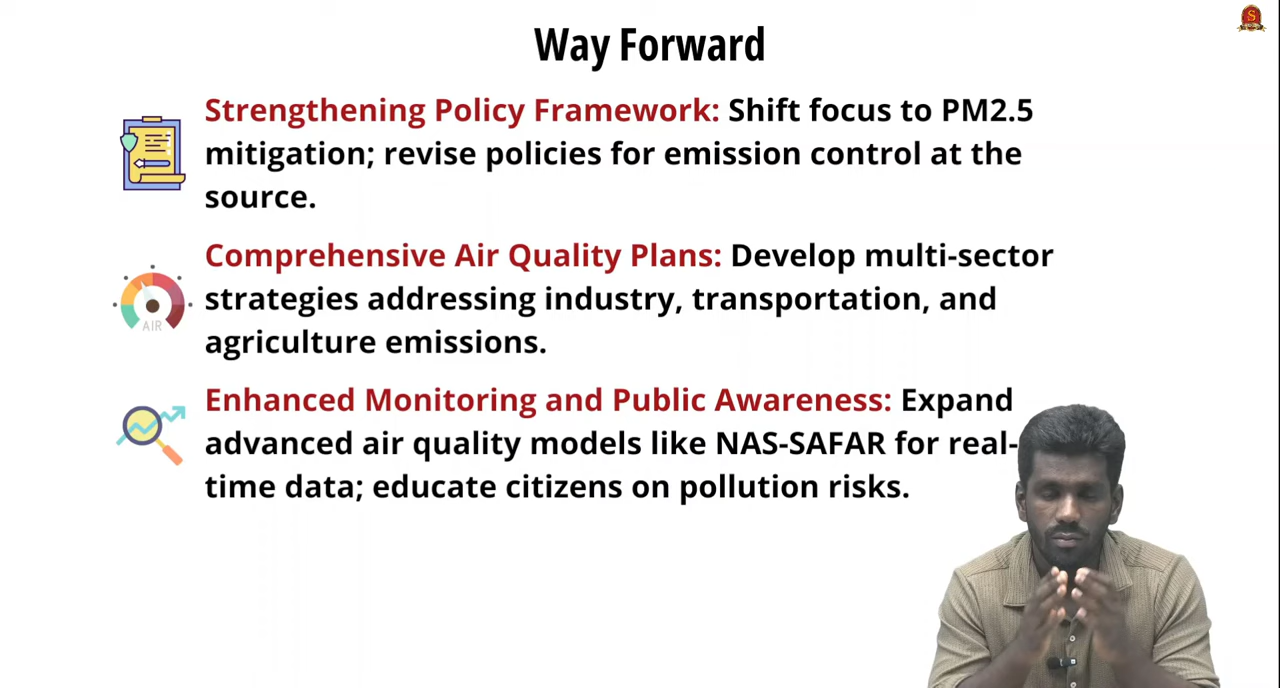 Way Forward
Strengthening Policy Framework: Shift focus to PM2.5
mitigation; revise policies for emission control at the
source.
Comprehensive Air Quality Plans: Develop multi-sector
strategies addressing industry, transportation, and
agriculture emissions.
AIR
Enhanced Monitoring and Public Awareness: Expand
advanced air quality models like NAS-SAFAR for real-
time data; educate citizens on pollution risks.
S